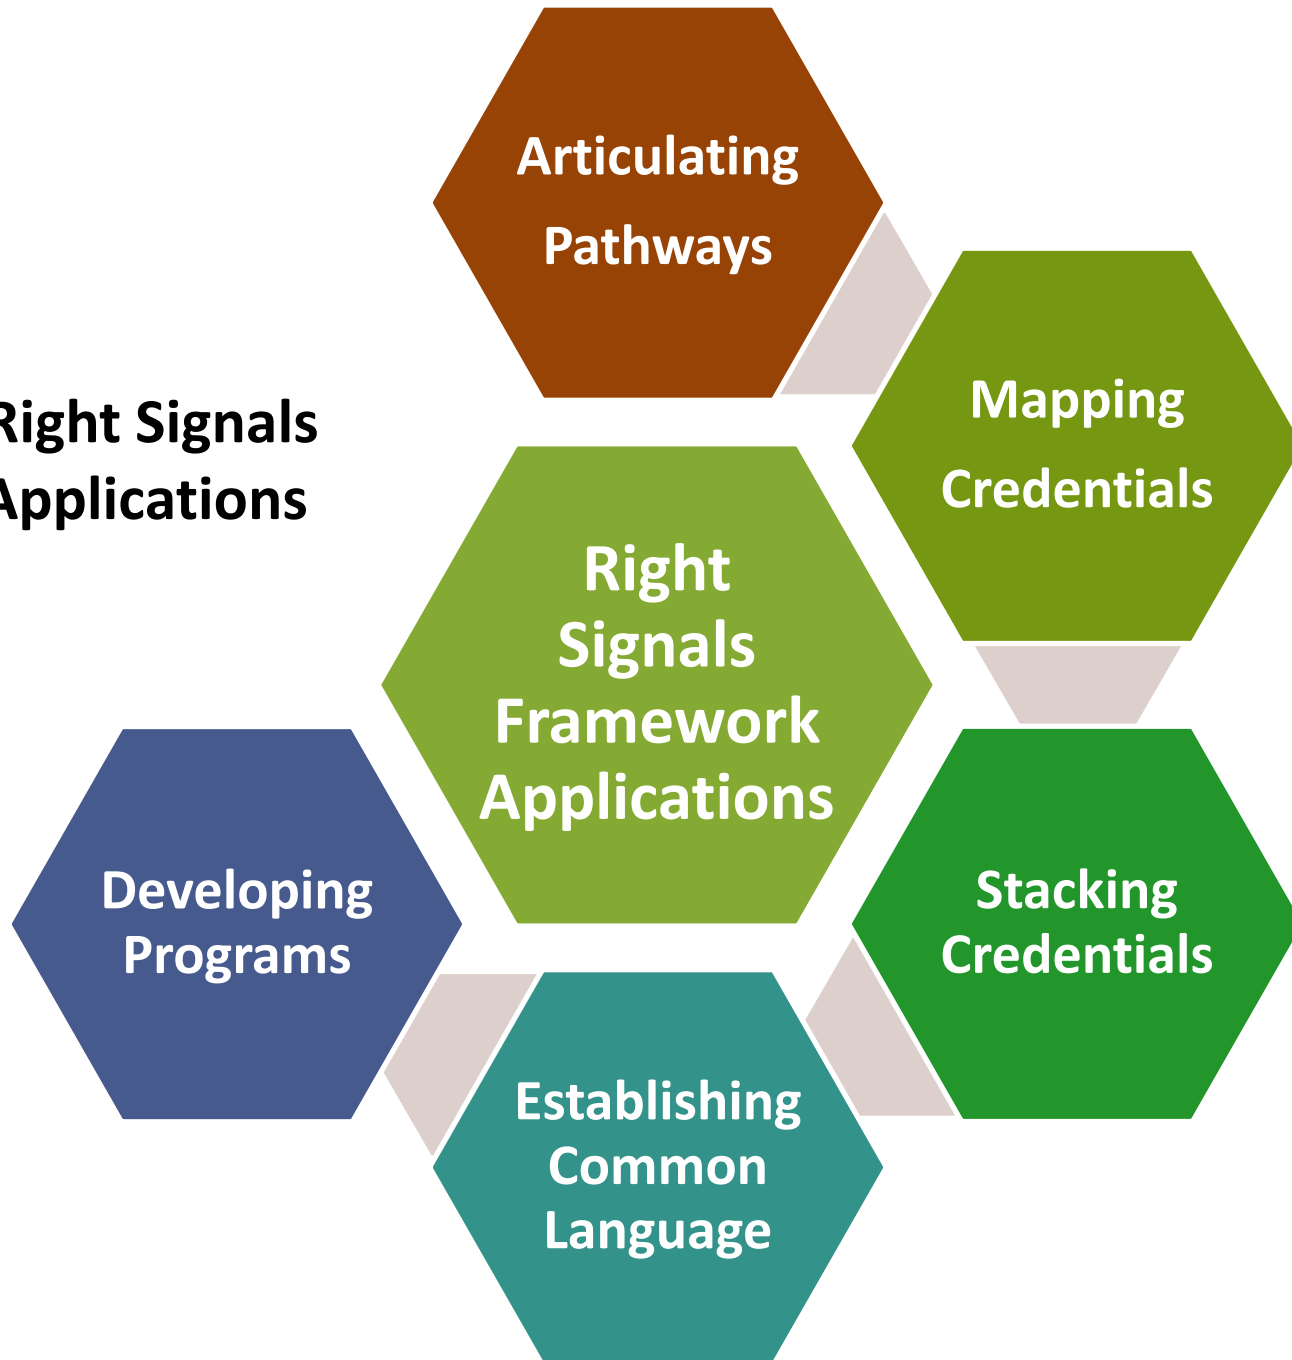 Articulating
Pathways
Right Signals
Applications
Mapping
Credentials
Right
Signals
Framework
Applications
Developing
Programs
Stacking
Credentials
Establishing
Common
Language